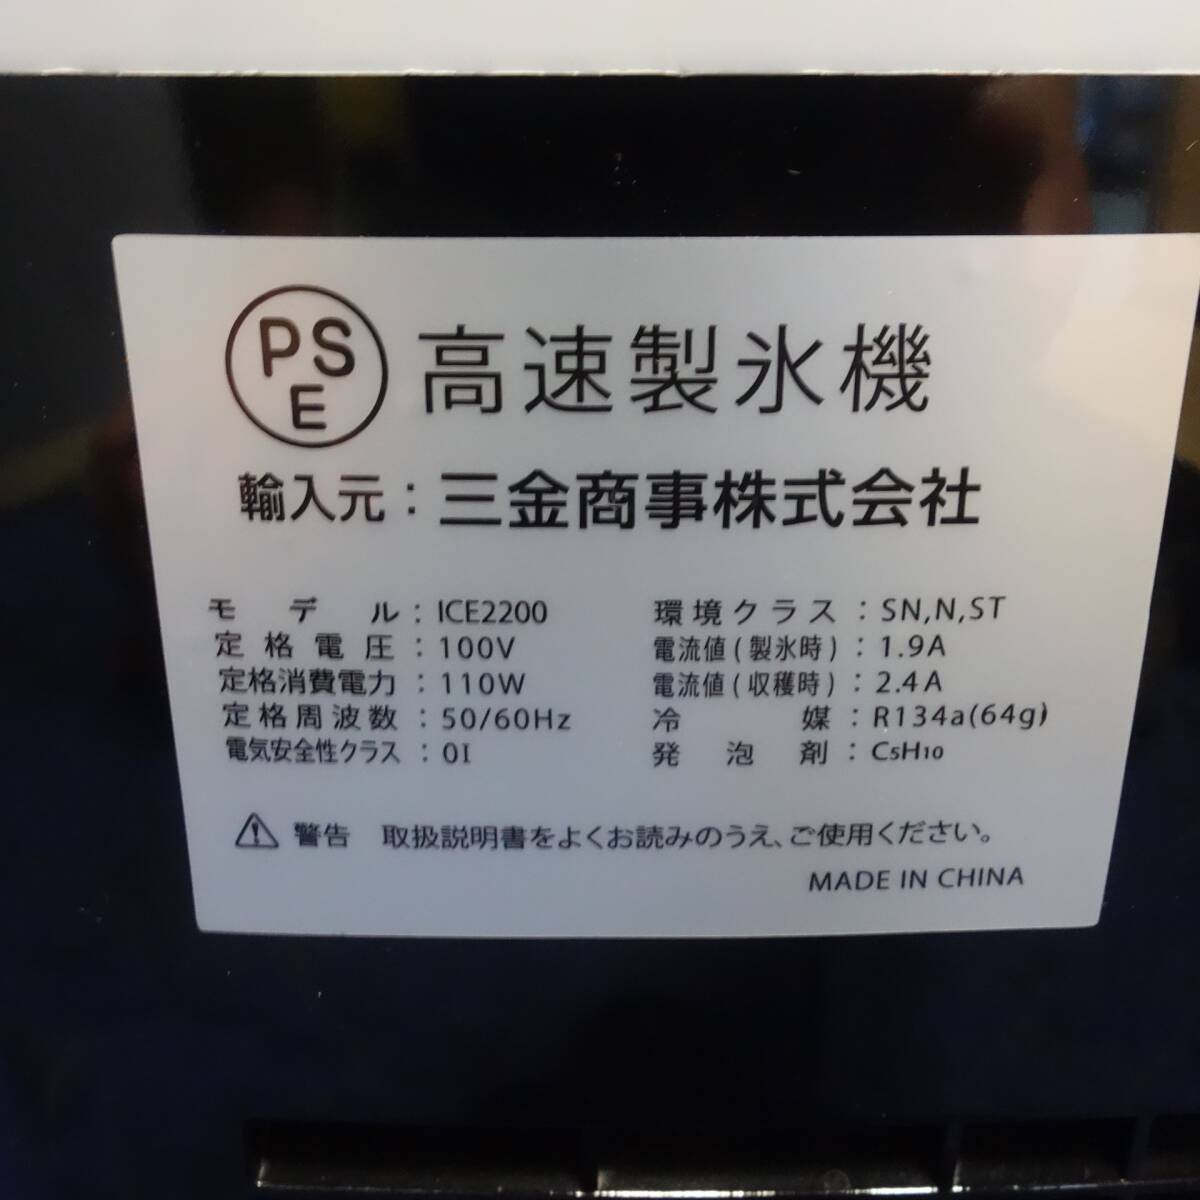 PS
E
高速製氷機
輸入元：三金商事株式会社
モデル：ICE2200
定格電圧：100V
定格消費電力：110W
定格周波数：50/60Hz
電気安全性クラス：0I
環境クラス：SN,N,ST
電流値(製氷時)：1.9A
電流値(収穫時)：2.4A
冷媒：R134a(64g)
発泡剤：C5H10
警告 取扱説明書をよくお読みのうえ、ご使用ください。
MADE IN CHINA